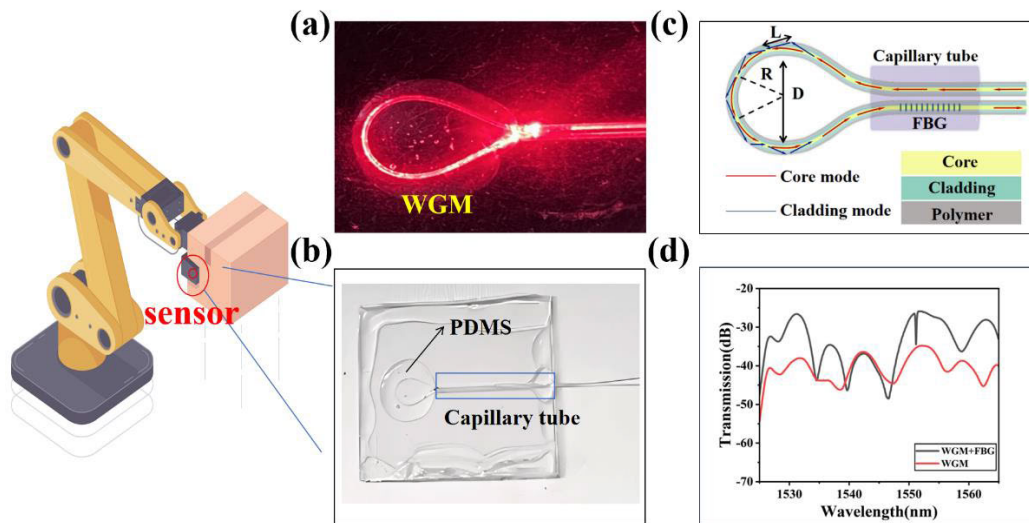 sensor
(a)
WGM
(b)
PDMS
Capillary tube
(c)
L
R
D
Capillary tube
FBG
Core mode
Cladding mode
Core
Cladding
Polymer
(d)
Transmission(dB)
-20
-30
-40
-50
-60
-70
1530
1540
1550
1560
Wavelength(nm)
WGM+FBG
WGM